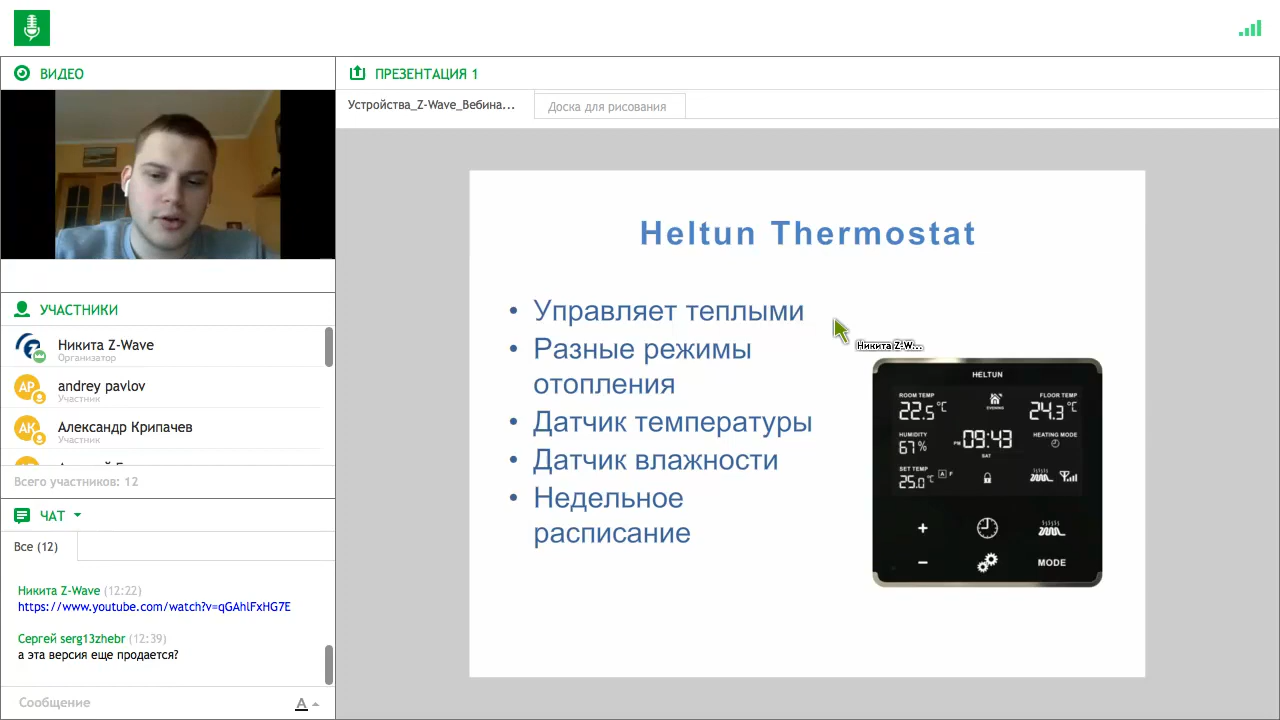 ВИДЕО
ПРЕЗЕНТАЦИЯ 1
Устройства_Z-Wave_Вебина...
Доска для рисования
УЧАСТНИКИ
Никита Z-Wave
Организатор
andrey pavlov
Участник
Александр Крипачев
Участник
Всего участников: 12
ЧАТ
Все (12)
Никита Z-Wave (12:22)
https://www.youtube.com/watch?v=qGAhlFxHG7E
Сергей serg13zhebr (12:39)
а эта версия еще продается?
Сообщение
A
Heltun Thermostat
• Управляет теплыми
• Разные режимы
отопления
• Датчик температуры
• Датчик влажности
• Недельное
расписание
Никита Z-W...
HELTUN
ROOM TEMP
22.5°C
EVENING
FLOOR TEMP
24.3°C
HUMIDITY
67%
PM 09:43
SAT
HEATING MODE
SET TEMP
25.0°C
A F
+
−
MODE
АР
АК